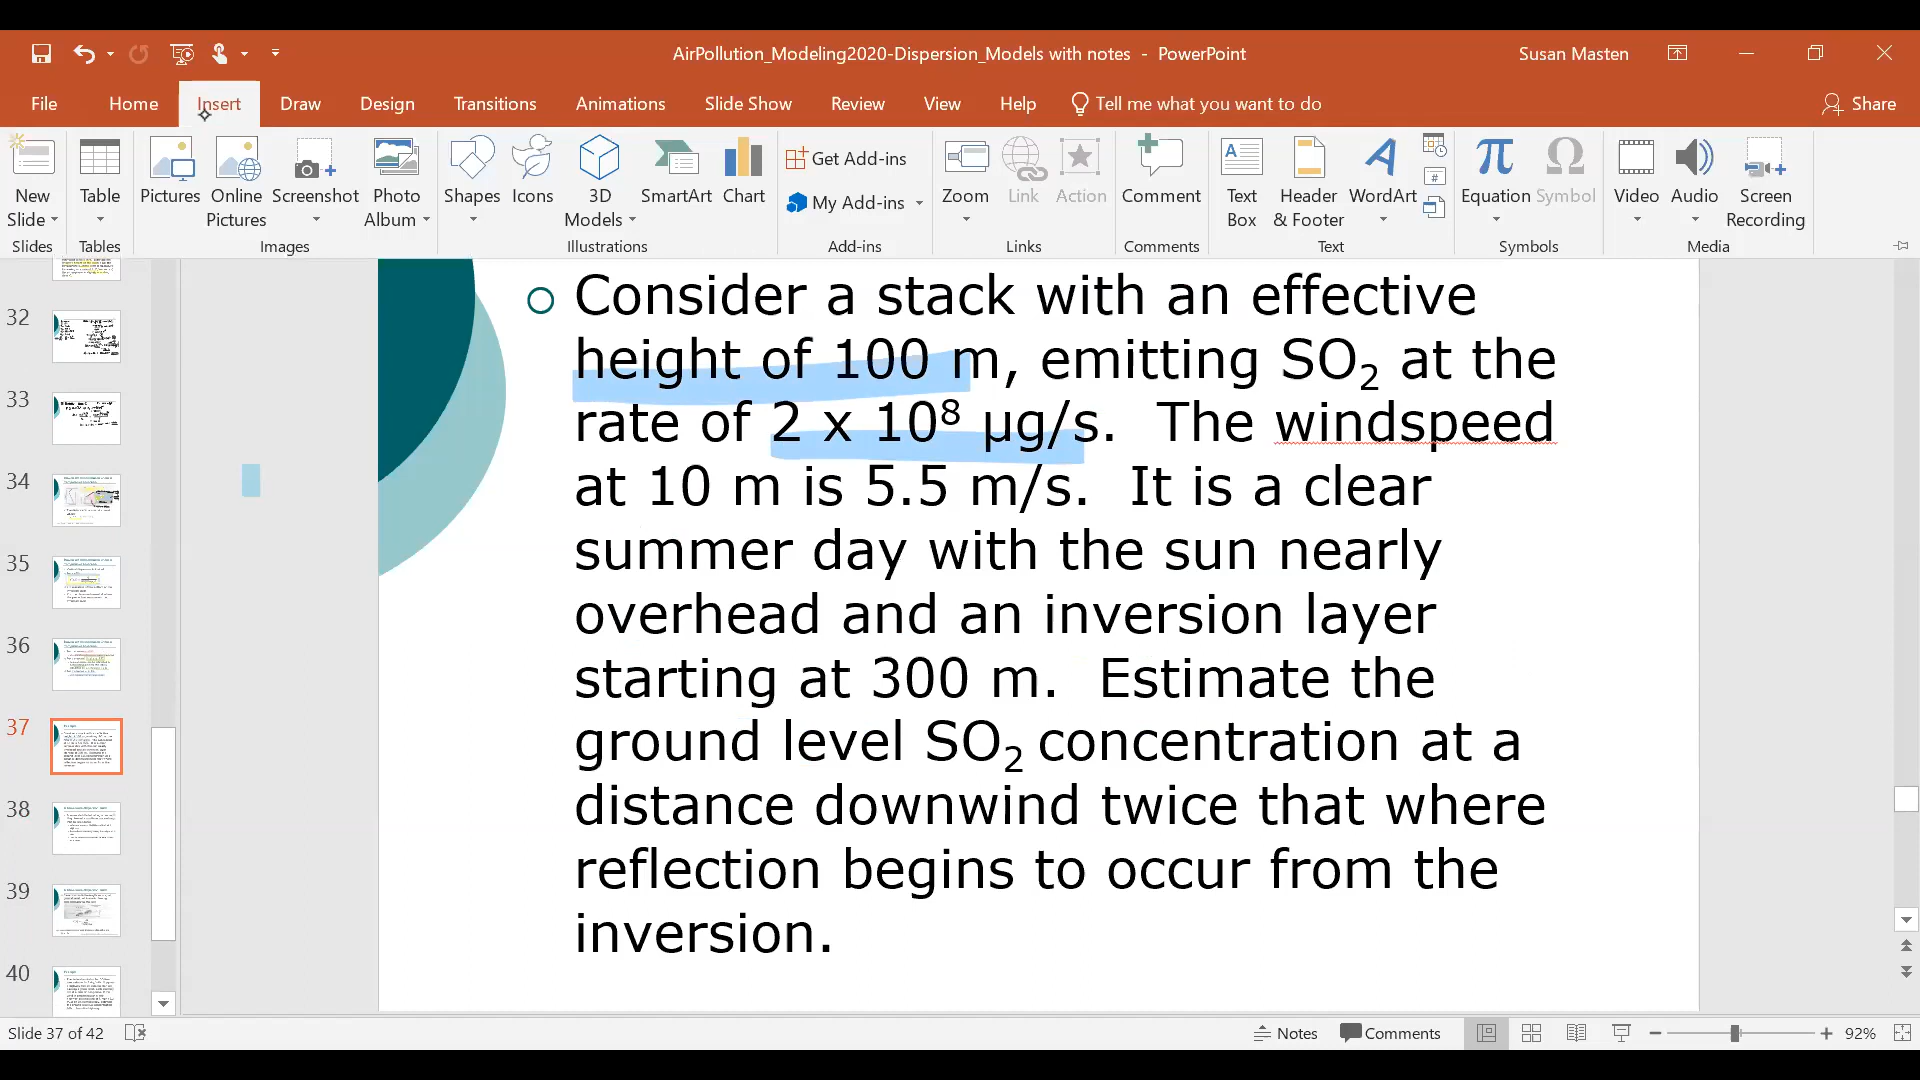 AirPollution_Modeling2020-Dispersion_Models with notes - PowerPoint
Susan Masten
File Home Insert Draw Design Transitions Animations Slide Show Review View Help Tell me what you want to do Share
New Slide
Table
Pictures
Online Pictures
Screenshot
Photo Album
Shapes
Icons
3D Models
SmartArt
Chart
Get Add-ins
My Add-ins
Zoom
Link
Action
Comment
Text Box
Header & Footer
WordArt
Equation
Symbol
Video
Audio
Screen Recording
Slides Tables Images Illustrations Add-ins Links Comments Text Symbols Media
32
33
34
35
36
37
38
39
40
Consider a stack with an effective
height of 100 m, emitting SO₂ at the
rate of 2 x 10⁸ µg/s. The windspeed
at 10 m is 5.5 m/s. It is a clear
summer day with the sun nearly
overhead and an inversion layer
starting at 300 m. Estimate the
ground level SO₂ concentration at a
distance downwind twice that where
reflection begins to occur from the
inversion.
Slide 37 of 42
Notes Comments 92%